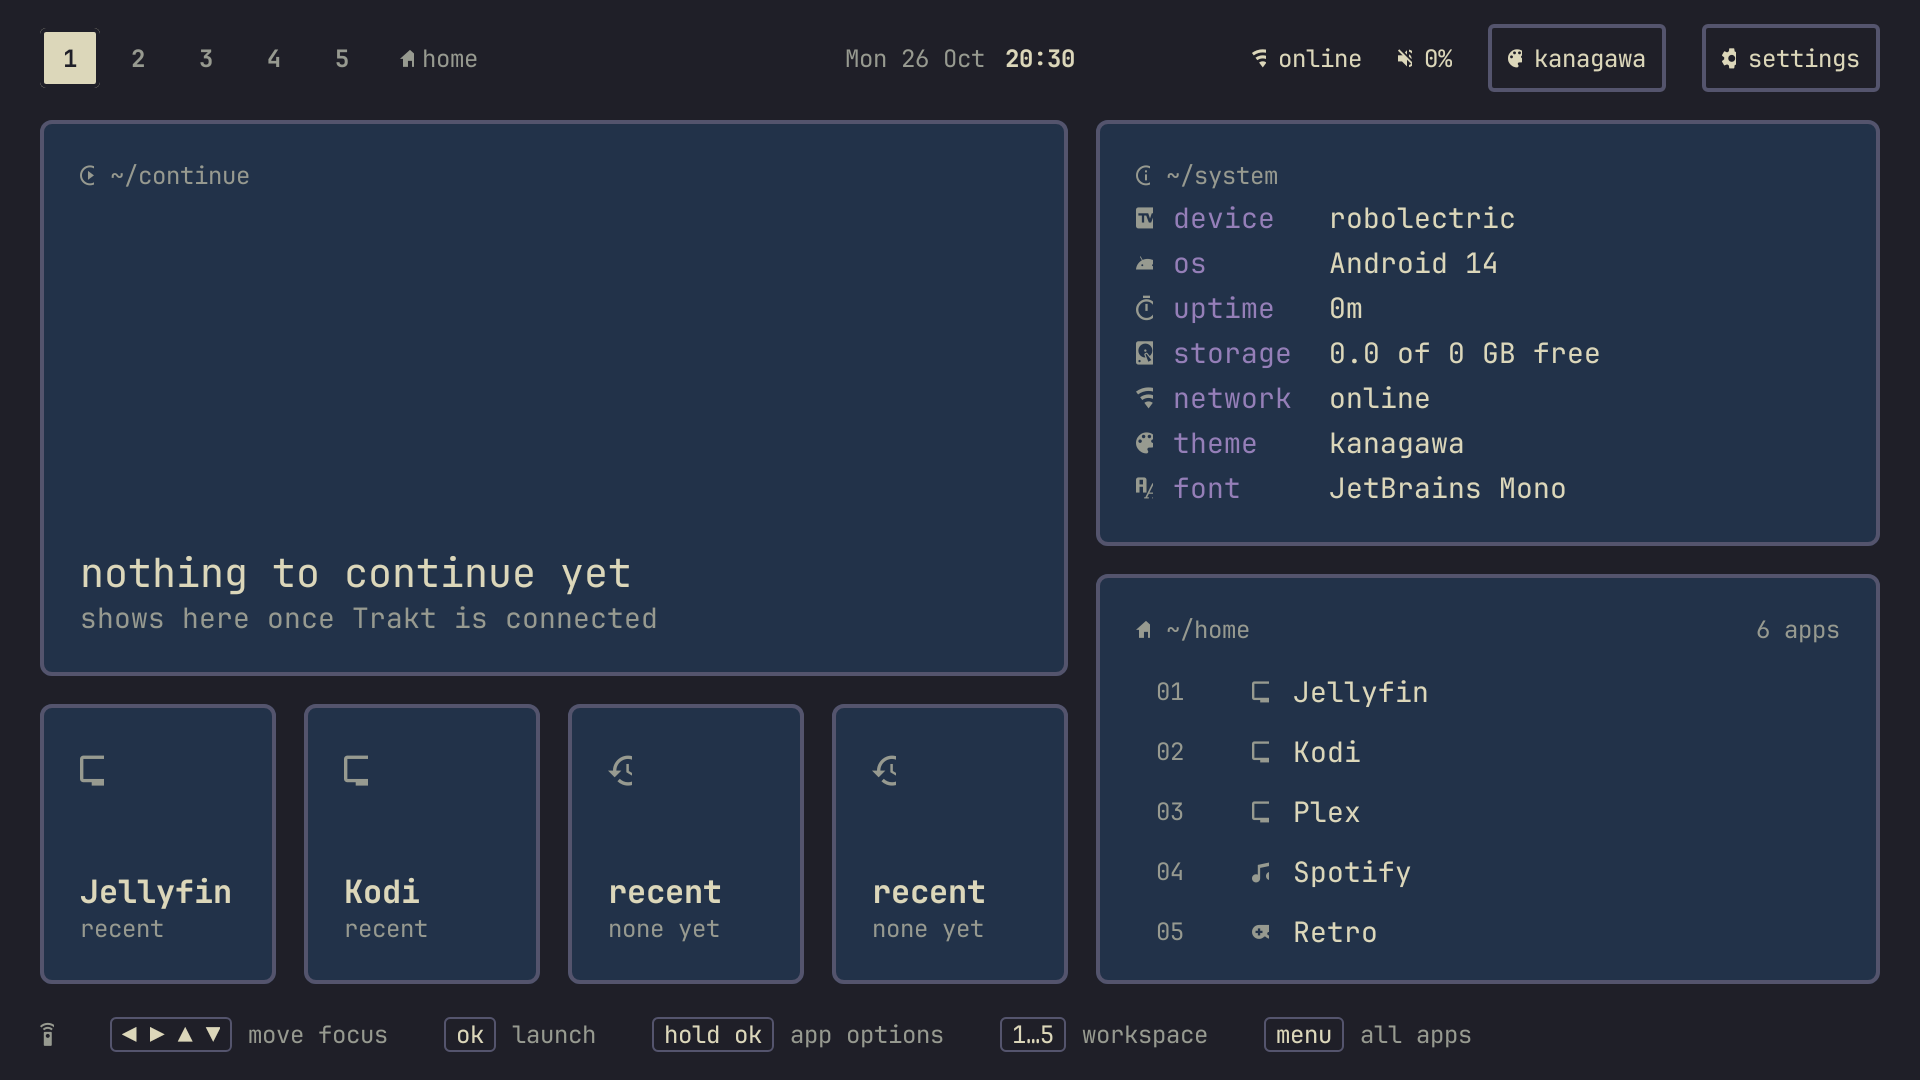 1 2 3 4 5 home
Mon 26 Oct 20:30
online 0% kanagawa settings
~/continue
nothing to continue yet
shows here once Trakt is connected
~/system
device robolectric
os Android 14
uptime 0m
storage 0.0 of 0 GB free
network online
theme kanagawa
font JetBrains Mono
Jellyfin
recent
Kodi
recent
recent
none yet
recent
none yet
~/home 6 apps
01 Jellyfin
02 Kodi
03 Plex
04 Spotify
05 Retro
◀ ▶ ▲ ▼ move focus ok launch hold ok app options 1…5 workspace menu all apps